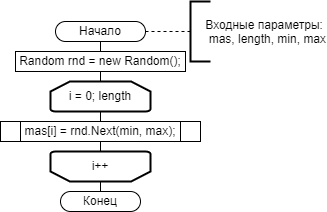 Начало
Входные параметры:
mas, length, min, max
Random rnd = new Random();
i = 0; length
mas[i] = rnd.Next(min, max);
i++
Конец